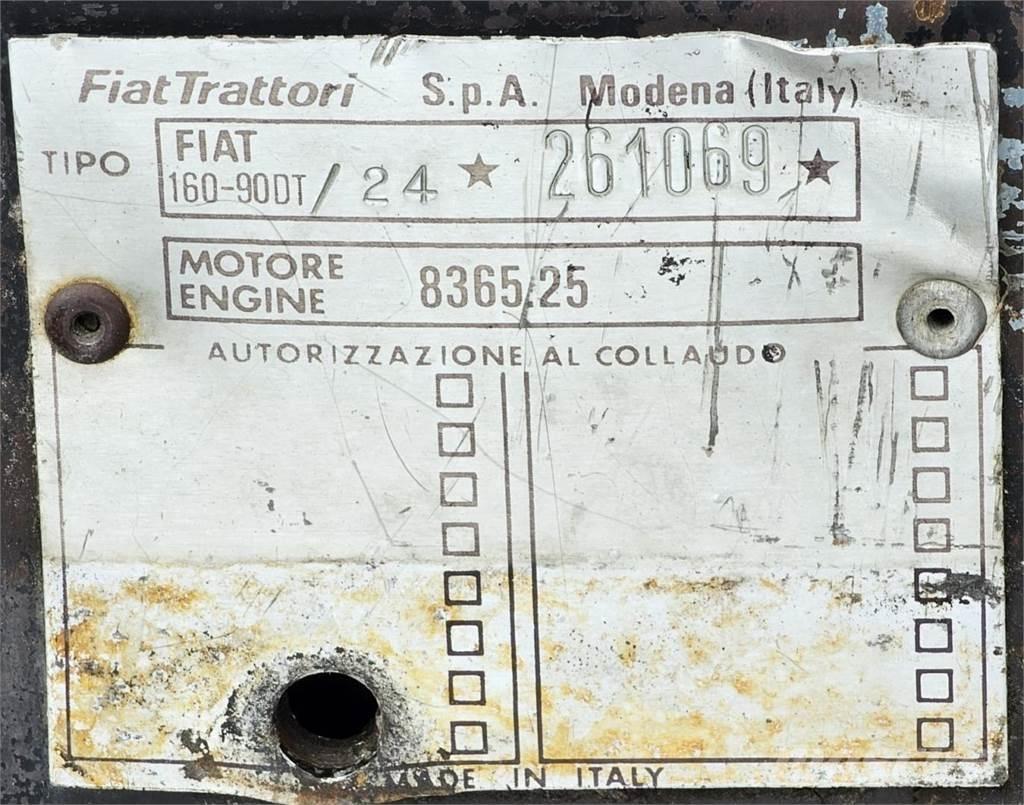 FiatTrattori S.p.A. Modena (Italy)
TIPO FIAT
160-90DT / 24 ★ 261069 ★
MOTORE
ENGINE 8365.25
AUTORIZZAZIONE AL COLLAUDO
MADE IN ITALY